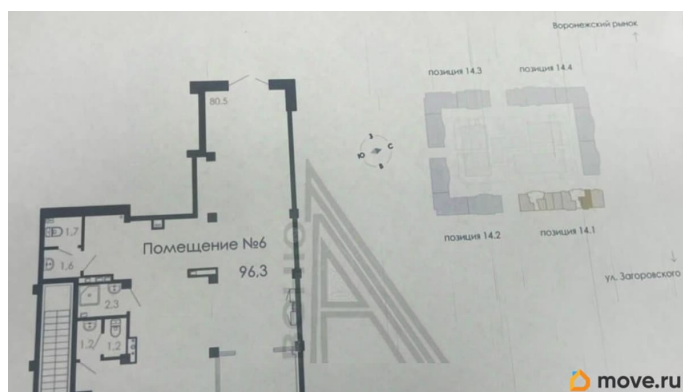 Воронежский рынок
позиция 14.3
позиция 14.4
80.5
З
С
Ю
В
1,7
Помещение №6
1,6
96,3
позиция 14.2
позиция 14.1
ул. Загоровского
2.3
1.2
1.2
move.ru